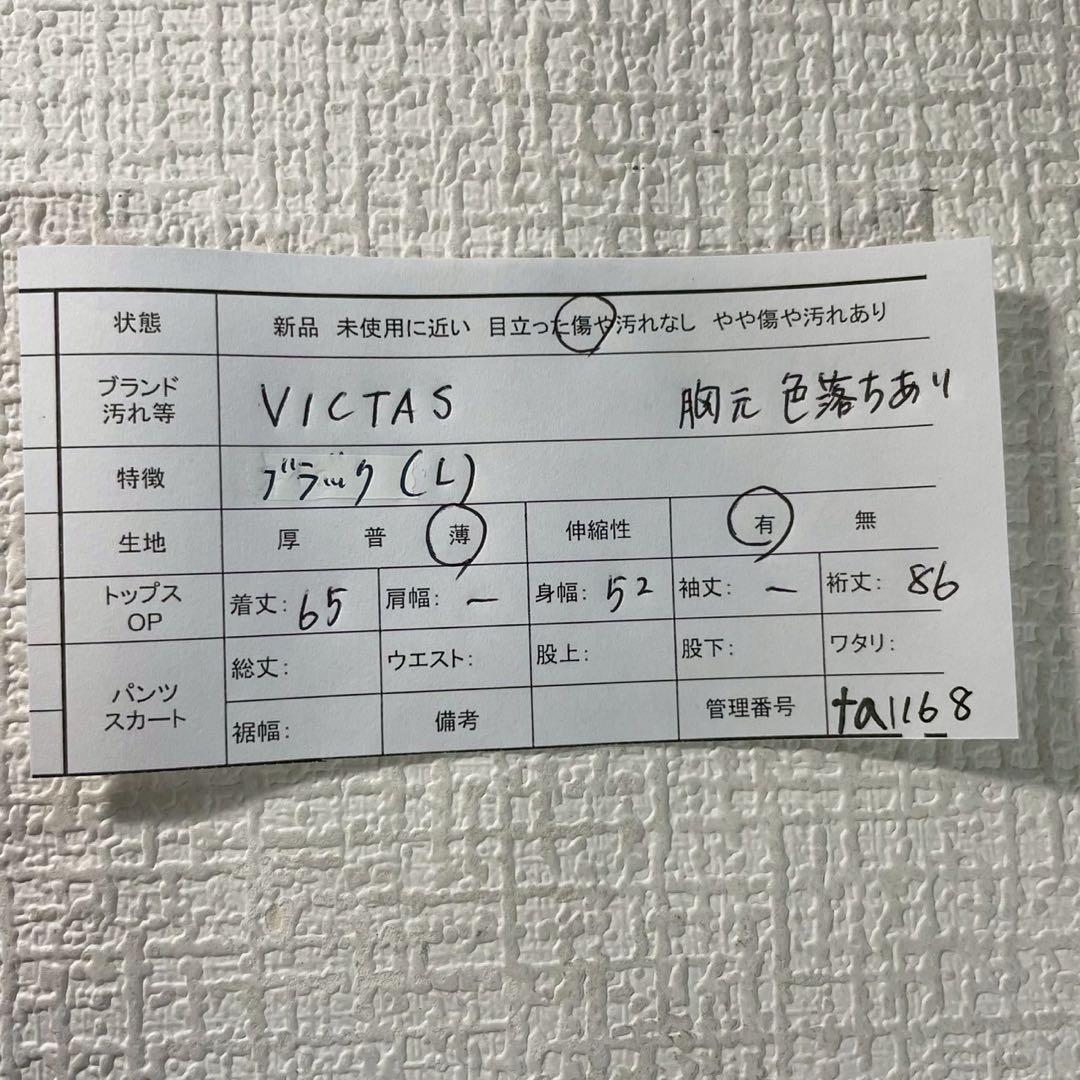 状態 新品 未使用に近い 目立った傷や汚れなし やや傷や汚れあり
ブランド 汚れ等 VICTAS 胸元 色落ちあり
特徴 ブラック(L)
生地 厚 普 薄 伸縮性 有 無
トップス OP 着丈: 65 肩幅: ー 身幅: 52 袖丈: ー 裄丈: 86
パンツ スカート 総丈: ウエスト: 股上: 股下: ワタリ:
裾幅: 備考 管理番号 ta1168